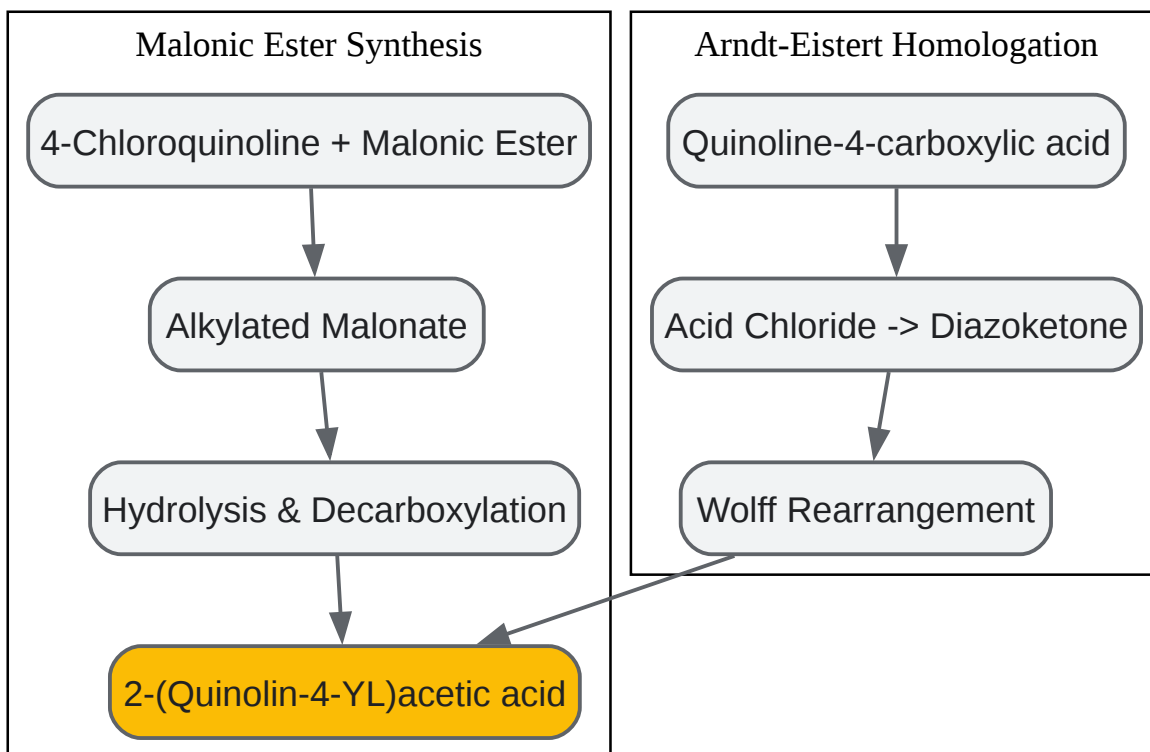 Malonic Ester Synthesis
4-Chloroquinoline + Malonic Ester
Alkylated Malonate
Hydrolysis & Decarboxylation
2-(Quinolin-4-YL)acetic acid
Arndt-Eistert Homologation
Quinoline-4-carboxylic acid
Acid Chloride -> Diazoketone
Wolff Rearrangement